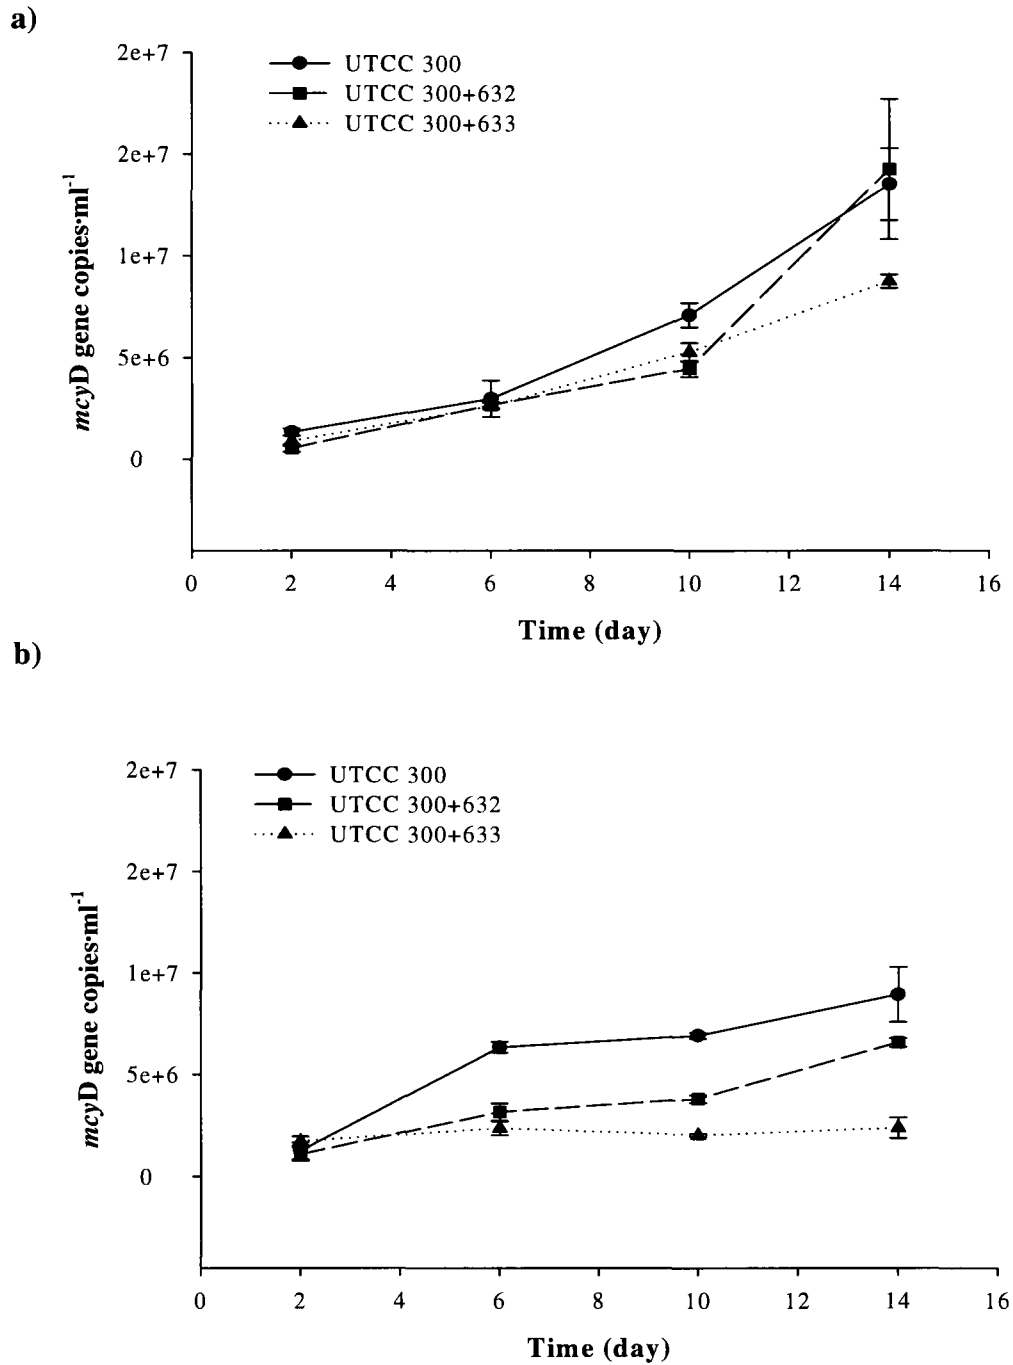 a)
2e+7
2e+7
1e+7
5e+6
0
mcyD gene copies·ml⁻¹
UTCC 300
UTCC 300+632
UTCC 300+633
0 2 4 6 8 10 12 14 16
Time (day)
b)
2e+7
2e+7
1e+7
5e+6
0
mcyD gene copies·ml⁻¹
UTCC 300
UTCC 300+632
UTCC 300+633
0 2 4 6 8 10 12 14 16
Time (day)